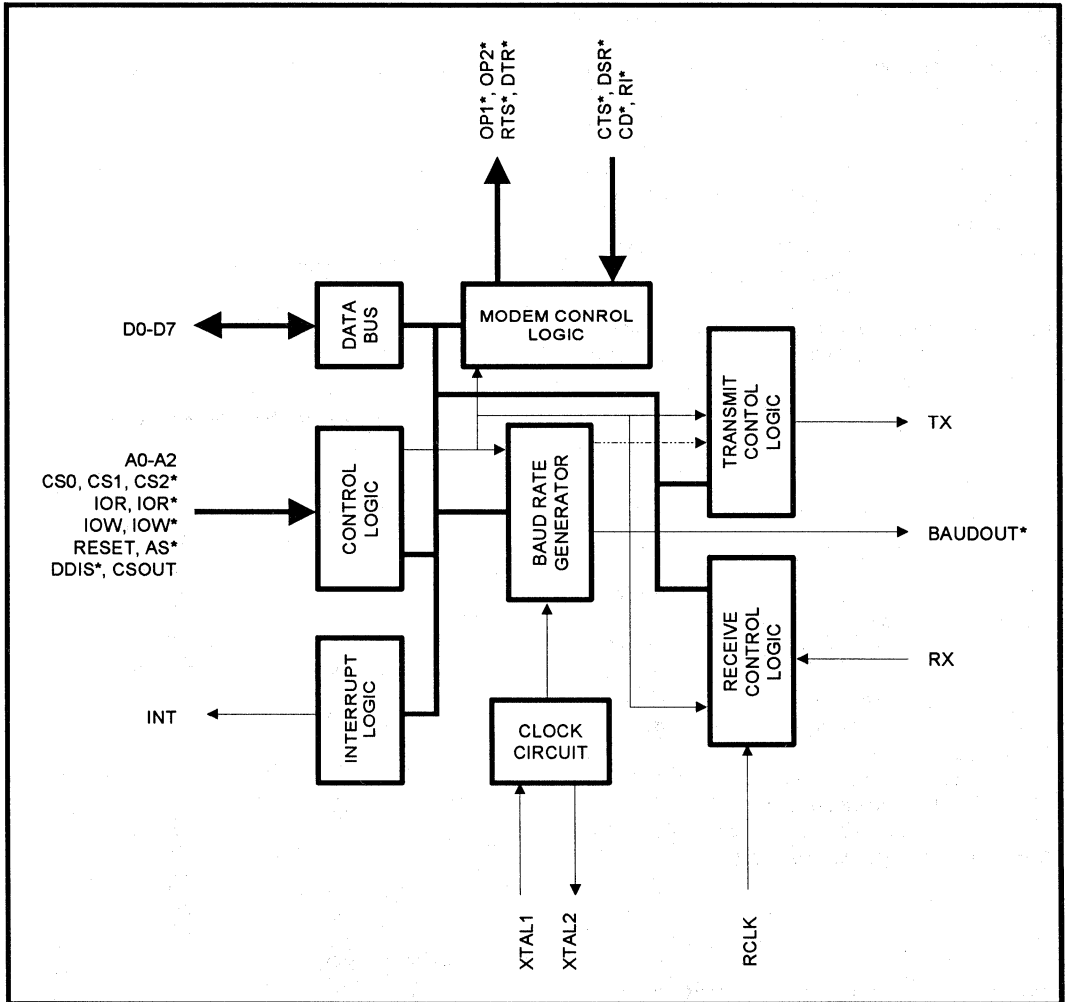 OP1*, OP2*
RTS*, DTR*
CTS*, DSR*
CD*, RI*
D0-D7
DATA
BUS
MODEM CONROL
LOGIC
TRANSMIT
CONTOL
LOGIC
TX
A0-A2
CS0, CS1, CS2*
IOR, IOR*
IOW, IOW*
RESET, AS*
DDIS*, CSOUT
CONTROL
LOGIC
BAUD RATE
GENERATOR
BAUDOUT*
RECEIVE
CONTROL
LOGIC
RX
INT
INTERRUPT
LOGIC
CLOCK
CIRCUIT
XTAL1
XTAL2
RCLK